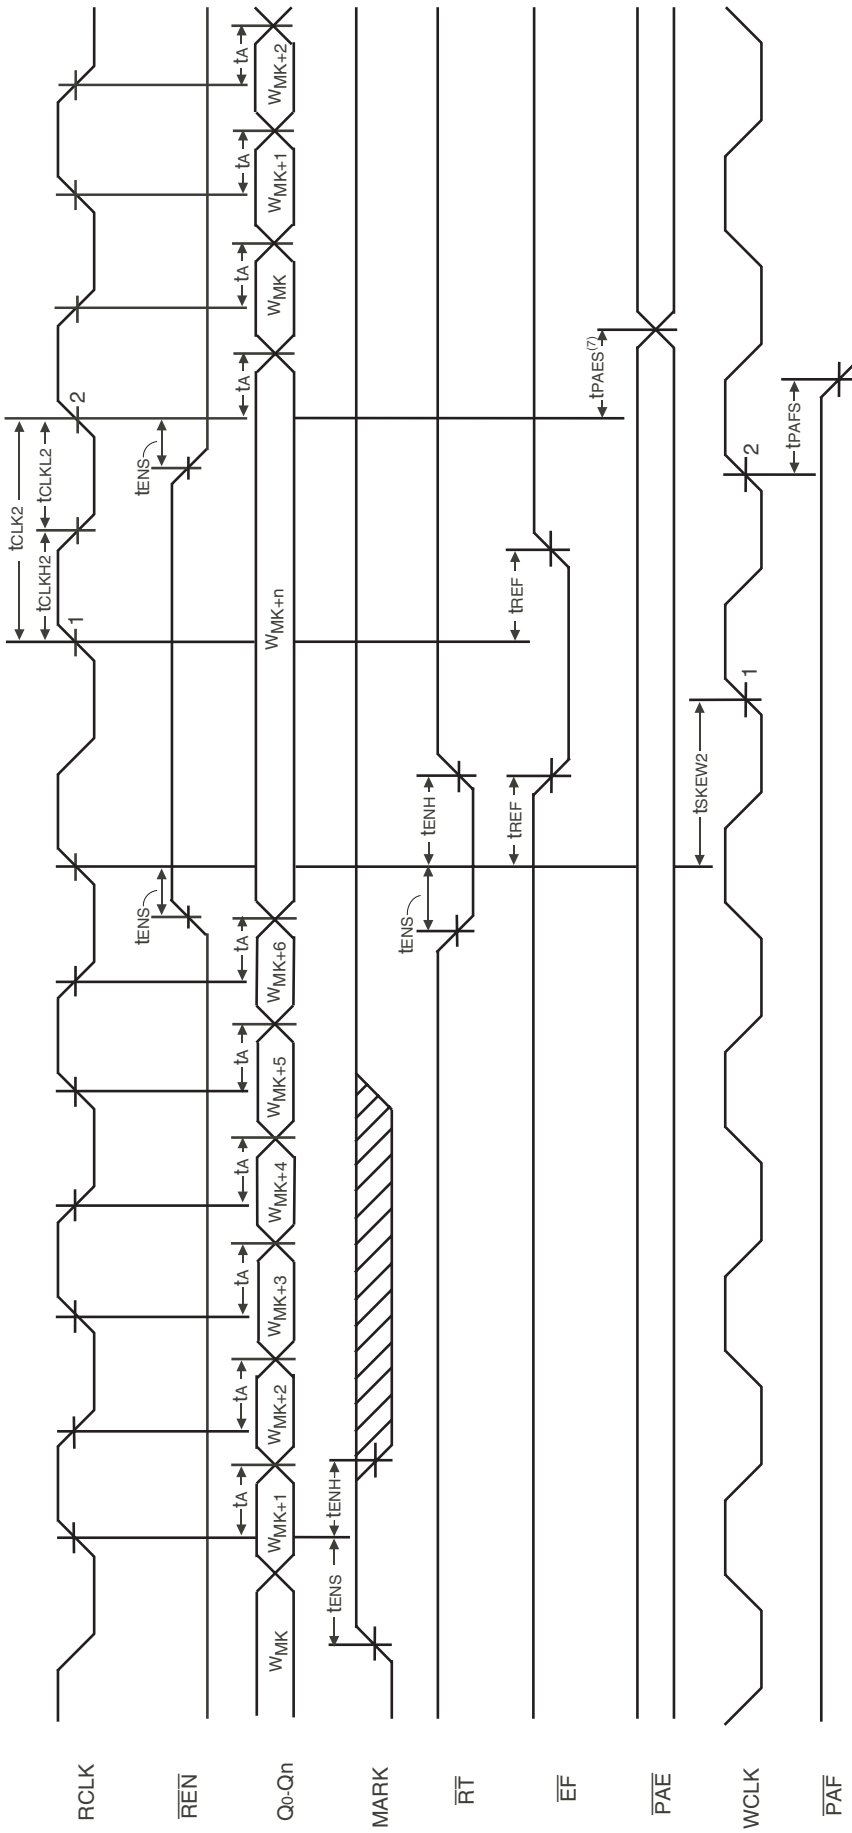 RCLK
tCLK2
tCLKH2
tCLKL2
1
2
REN
tENS
tENS
Q0-Qn
tA
tA
tA
tA
tA
tA
tA
tA
tA
tA
WMK
WMK+1
WMK+2
WMK+3
WMK+4
WMK+5
WMK+6
WMK+n
WMK
WMK+1
WMK+2
MARK
tENS
tENH
RT
tENS
tENH
EF
tREF
tREF
PAE
tPAES(7)
WCLK
tSKEW2
1
2
PAF
tPAFS